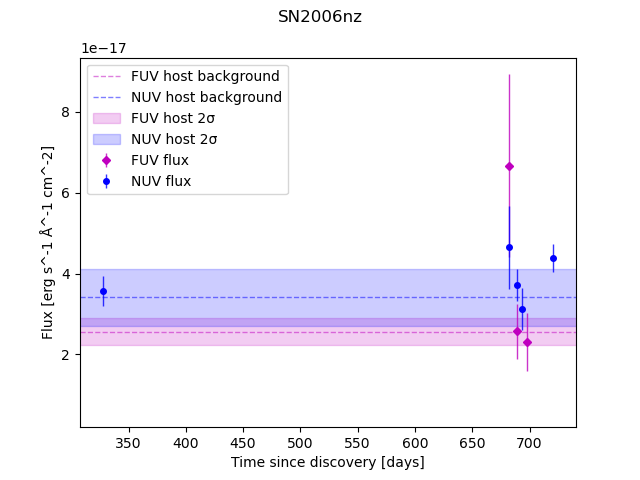 SN2006nz
1e−17
FUV host background
NUV host background
FUV host 2σ
NUV host 2σ
FUV flux
NUV flux
8
6
4
2
Flux [erg s^-1 Å^-1 cm^-2]
350 400 450 500 550 600 650 700
Time since discovery [days]